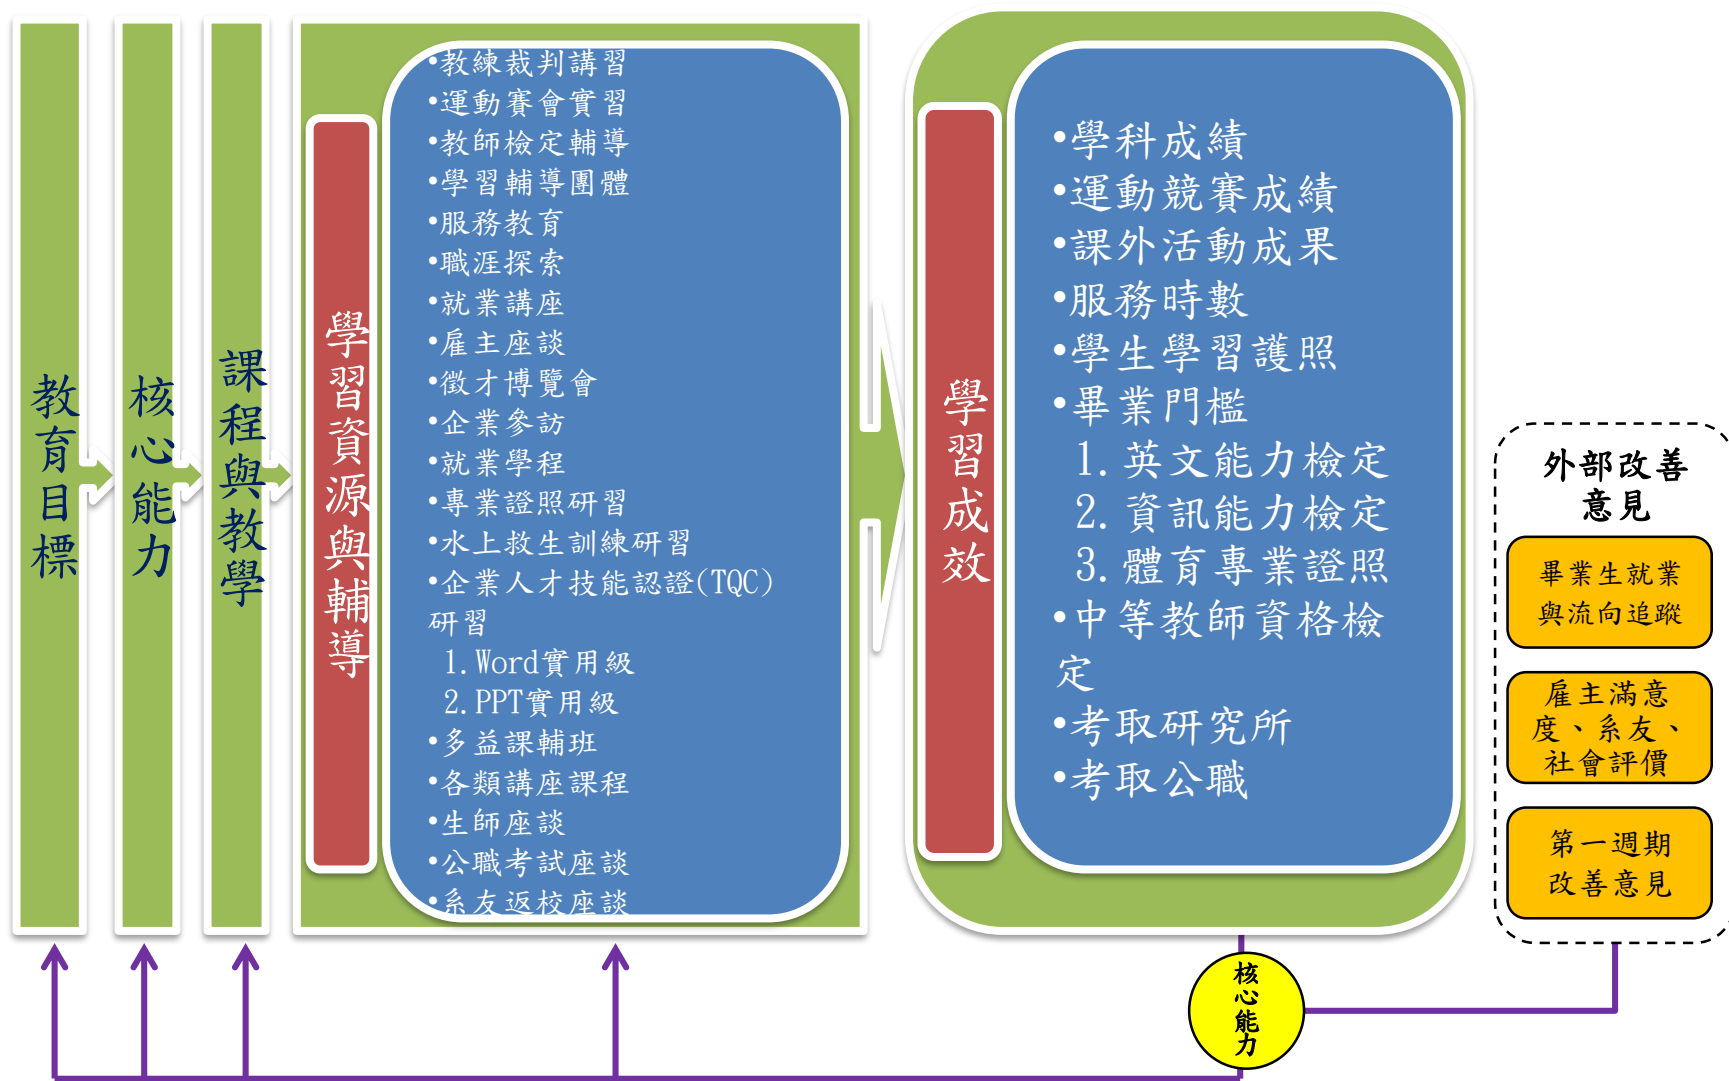 教育目標
核心能力
課程與教學
學習資源與輔導
•教練裁判講習
•運動賽會實習
•教師檢定輔導
•學習輔導團體
•服務教育
•職涯探索
•就業講座
•雇主座談
•徵才博覽會
•企業參訪
•就業學程
•專業證照研習
•水上救生訓練研習
•企業人才技能認證(TQC)
研習
1.Word實用級
2.PPT實用級
•多益課輔班
•各類講座課程
•生師座談
•公職考試座談
•系友返校座談
學習成效
•學科成績
•運動競賽成績
•課外活動成果
•服務時數
•學生學習護照
•畢業門檻
1.英文能力檢定
2.資訊能力檢定
3.體育專業證照
•中等教師資格檢
定
•考取研究所
•考取公職
外部改善
意見
畢業生就業
與流向追蹤
雇主滿意
度、系友、
社會評價
第一週期
改善意見
核心能力